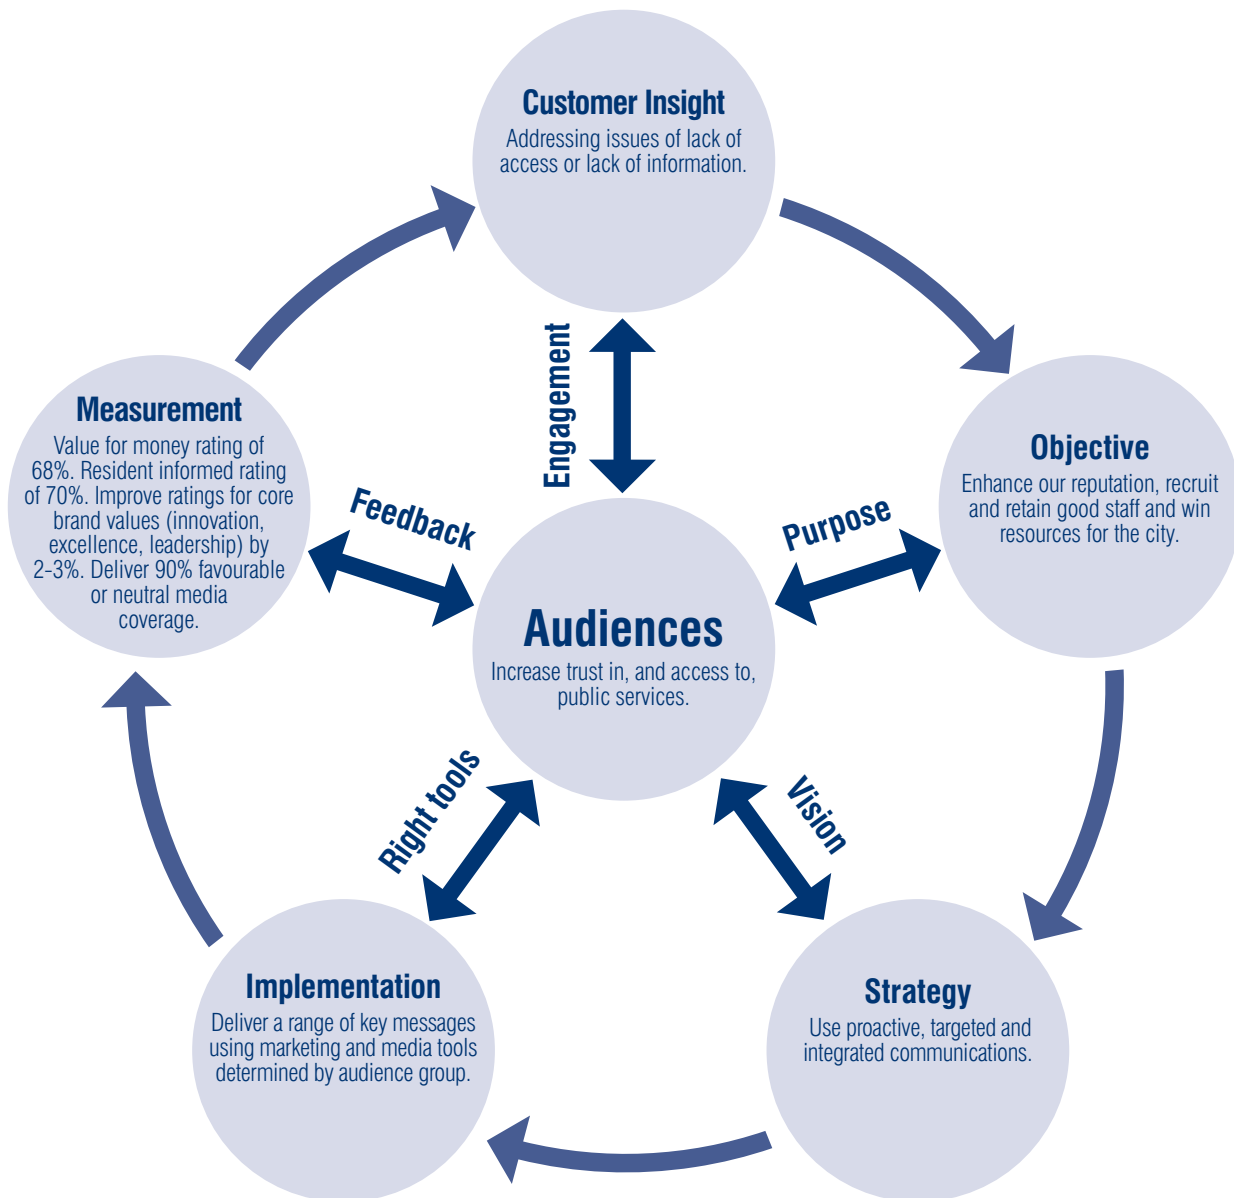 Customer Insight
Addressing issues of lack of
access or lack of information.
Engagement
Measurement
Value for money rating of
68%. Resident informed rating
of 70%. Improve ratings for core
brand values (innovation,
excellence, leadership) by
2-3%. Deliver 90% favourable
or neutral media
coverage.
Feedback
Purpose
Objective
Enhance our reputation, recruit
and retain good staff and win
resources for the city.
Audiences
Increase trust in, and access to,
public services.
Right tools
Vision
Implementation
Deliver a range of key messages
using marketing and media tools
determined by audience group.
Strategy
Use proactive, targeted and
integrated communications.